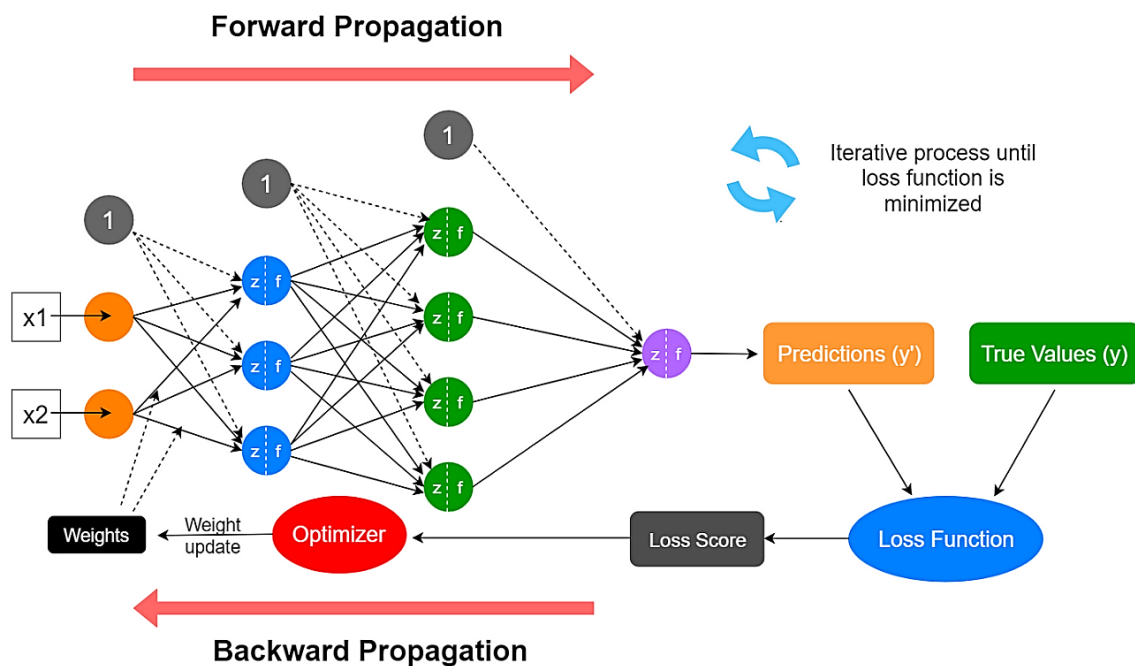 Forward Propagation
1
1
1
Iterative process until
loss function is
minimized
z f
z f
x1
z f
z f
z f
Predictions (y')
True Values (y)
x2
z f
z f
z f
Weights
Weight
update
Optimizer
Loss Score
Loss Function
Backward Propagation